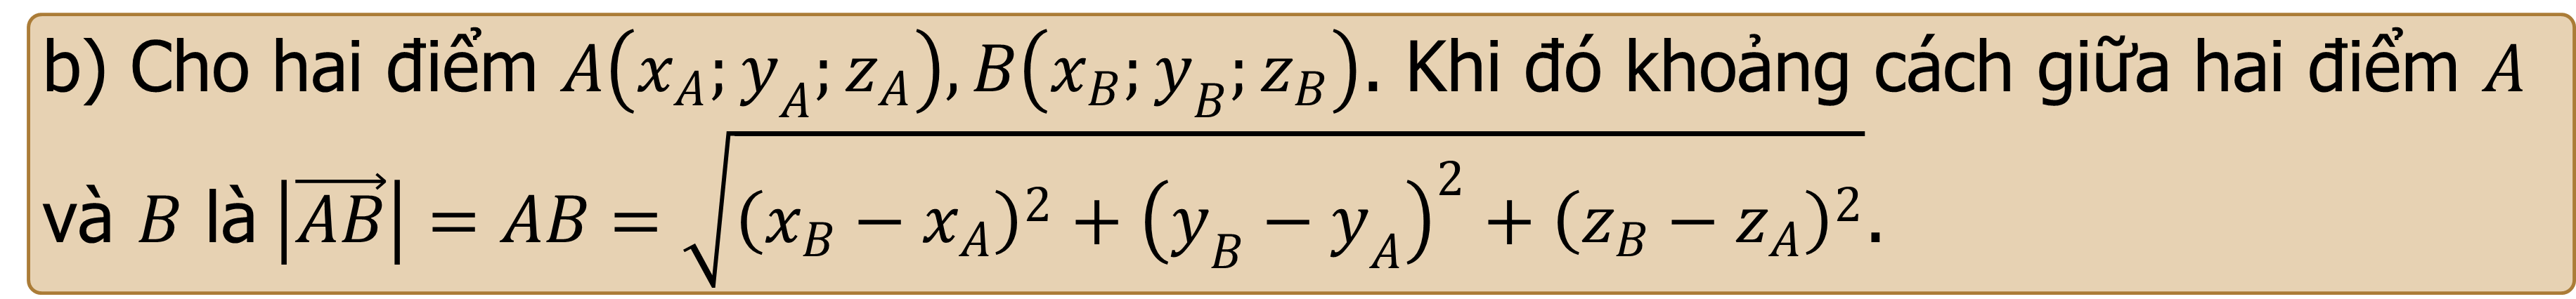 b) Cho hai điểm $A(x_A; y_A; z_A), B(x_B; y_B; z_B)$. Khi đó khoảng cách giữa hai điểm $A$
và $B$ là $|\overrightarrow{AB}| = AB = \sqrt{(x_B - x_A)^2 + (y_B - y_A)^2 + (z_B - z_A)^2}$.